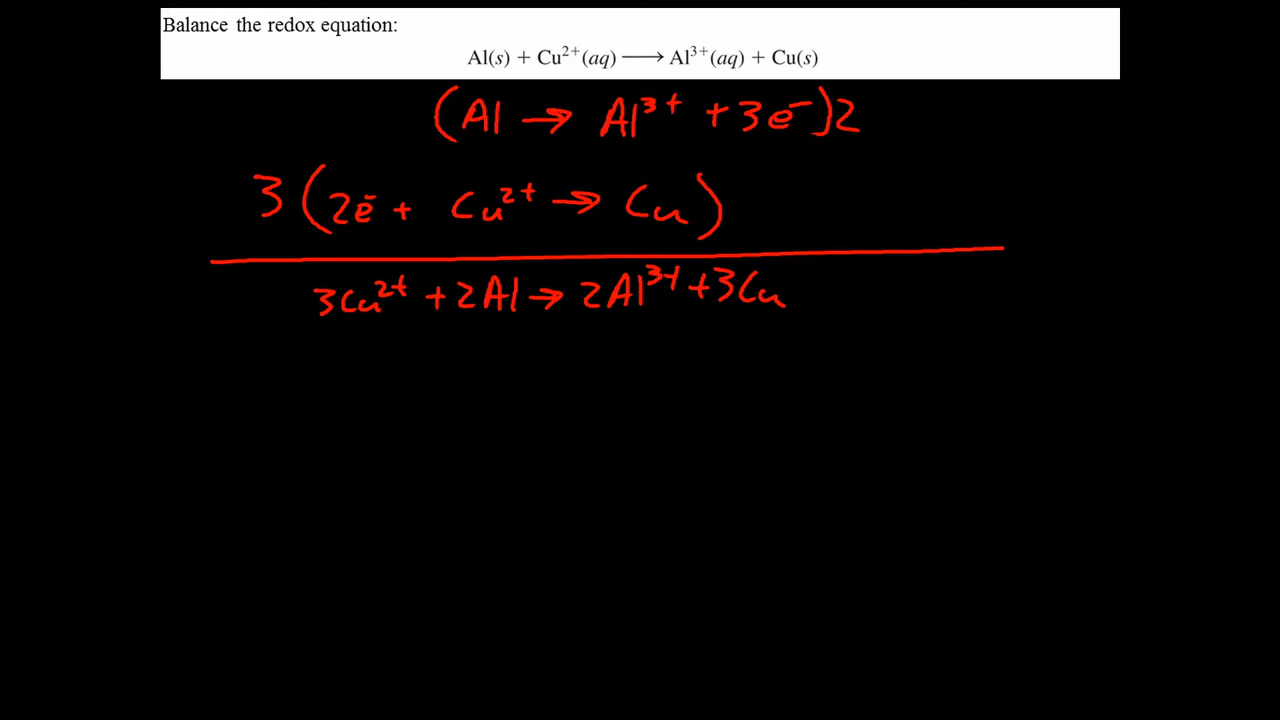 Balance the redox equation:
Al(s) + Cu²⁺(aq) ⟶ Al³⁺(aq) + Cu(s)
(Al → Al³⁺ + 3e⁻)2
3(2e⁻ + Cu²⁺ → Cu)
3Cu²⁺ + 2Al → 2Al³⁺ + 3Cu